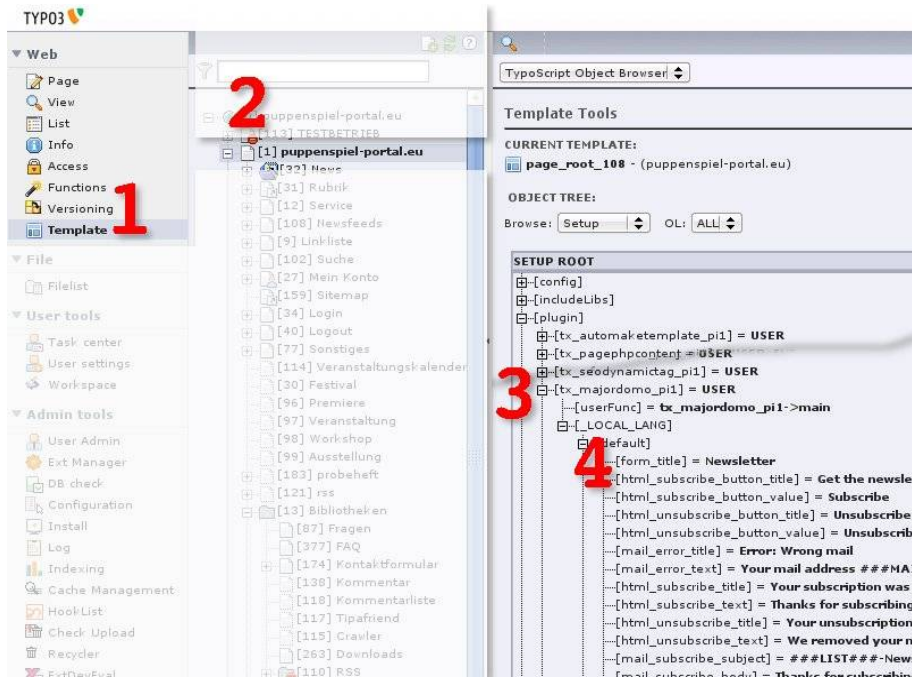 TYPO3
Web
Page
View
List
Info
Access
Functions
Versioning
Template
1
File
Filelist
User tools
Task center
User settings
Workspace
Admin tools
User Admin
Ext Manager
DB check
Configuration
Install
Log
Indexing
Cache Management
HookList
Check Upload
Recycler
ExtDevEval
2
puppenspiel-portal.eu
[113] TESTBETRIEB
[1] puppenspiel-portal.eu
[32] News
[31] Rubrik
[12] Service
[108] Newsfeeds
[9] Linkliste
[102] Suche
[27] Mein Konto
[159] Sitemap
[34] Login
[40] Logout
[77] Sonstiges
[114] Veranstaltungskalender
[30] Festival
[96] Premiere
[97] Veranstaltung
[98] Workshop
[99] Ausstellung
[183] probeheft
[121] rss
[13] Bibliotheken
[87] Fragen
[377] FAQ
[174] Kontaktformular
[138] Kommentar
[118] Kommentarliste
[117] Tipafriend
[115] Crawler
[263] Downloads
[110] RSS
TypoScript Object Browser
Template Tools
CURRENT TEMPLATE:
page_root_108 - (puppenspiel-portal.eu)
OBJECT TREE:
Browse: Setup OL: ALL
SETUP ROOT
[config]
[includeLibs]
[plugin]
[tx_automaketemplate_pi1] = USER
[tx_pagephpcontent] = USER
[tx_seodynamictag_pi1] = USER
3
[tx_majordomo_pi1] = USER
[userFunc] = tx_majordomo_pi1->main
[_LOCAL_LANG]
4
default]
[form_title] = Newsletter
[html_subscribe_button_title] = Get the newsle
[html_subscribe_button_value] = Subscribe
[html_unsubscribe_button_title] = Unsubscribe
[html_unsubscribe_button_value] = Unsubscrib
[mail_error_title] = Error: Wrong mail
[mail_error_text] = Your mail address ###MAI
[html_subscribe_title] = Your subscription was
[html_subscribe_text] = Thanks for subscribing
[html_unsubscribe_title] = Your unsubscription
[html_unsubscribe_text] = We removed your n
[mail_subscribe_subject] = ###LIST###-News
[mail_subscribe_body] = Thanks for subscribin